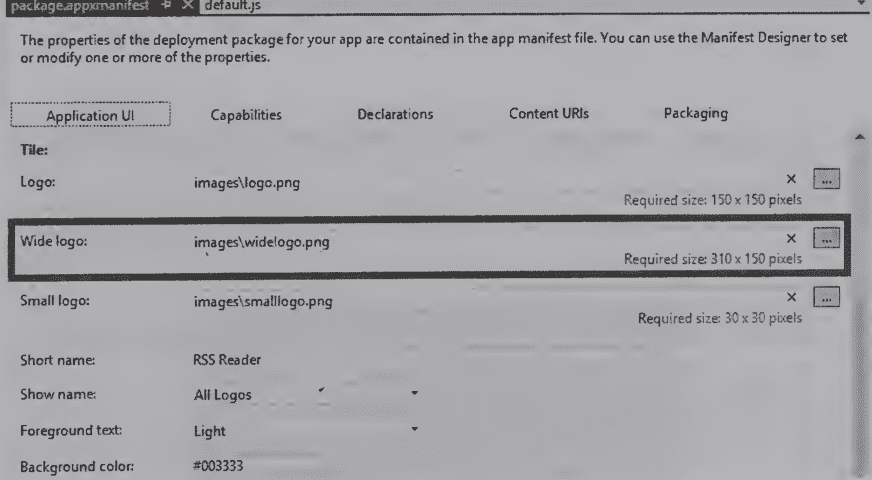 package.appxmanifest default.js
The properties of the deployment package for your app are contained in the app manifest file. You can use the Manifest Designer to set
or modify one or more of the properties.
Application UI Capabilities Declarations Content URIs Packaging
Tile:
Logo: images\logo.png × ...
Required size: 150 x 150 pixels
Wide logo: images\widelogo.png × ...
Required size: 310 x 150 pixels
Small logo: images\smalllogo.png × ...
Required size: 30 x 30 pixels
Short name: RSS Reader
Show name: All Logos
Foreground text: Light
Background color: #003333